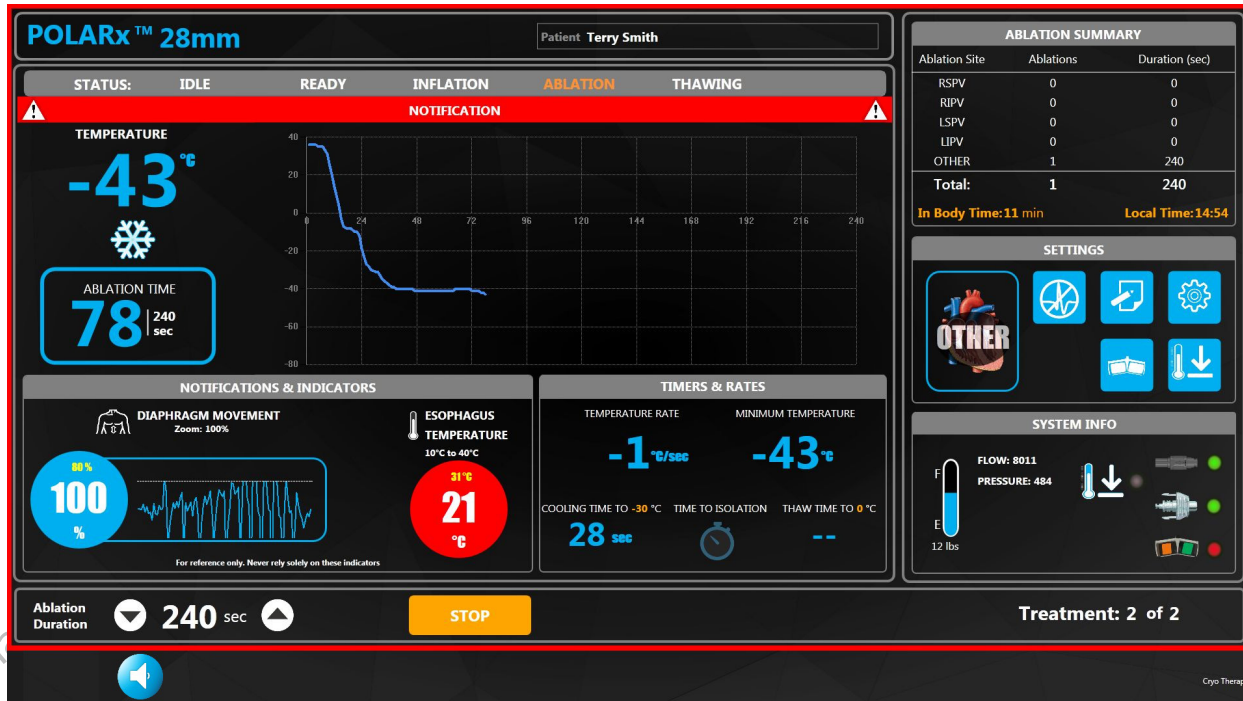 POLARx™ 28mm
Patient Terry Smith
STATUS: IDLE READY INFLATION ABLATION THAWING
NOTIFICATION
TEMPERATURE
-43 °C
ABLATION TIME
78 240 sec
40
20
0
-20
-40
-60
-80
0 24 48 72 96 120 144 168 192 216 240
NOTIFICATIONS & INDICATORS
DIAPHRAGM MOVEMENT
Zoom: 100%
80 %
100
%
ESOPHAGUS
TEMPERATURE
10°C to 40°C
31 °C
21
°C
For reference only. Never rely solely on these indicators
TIMERS & RATES
TEMPERATURE RATE MINIMUM TEMPERATURE
-1 °C/sec -43 °C
COOLING TIME TO -30 °C TIME TO ISOLATION THAW TIME TO 0 °C
28 sec --
Ablation
Duration
240 sec
STOP
Treatment: 2 of 2
ABLATION SUMMARY
Ablation Site Ablations Duration (sec)
RSPV 0 0
RIPV 0 0
LSPV 0 0
LIPV 0 0
OTHER 1 240
Total: 1 240
In Body Time: 11 min Local Time: 14:54
SETTINGS
OTHER
SYSTEM INFO
F
E
12 lbs
FLOW: 8011
PRESSURE: 484
Cryo Therap